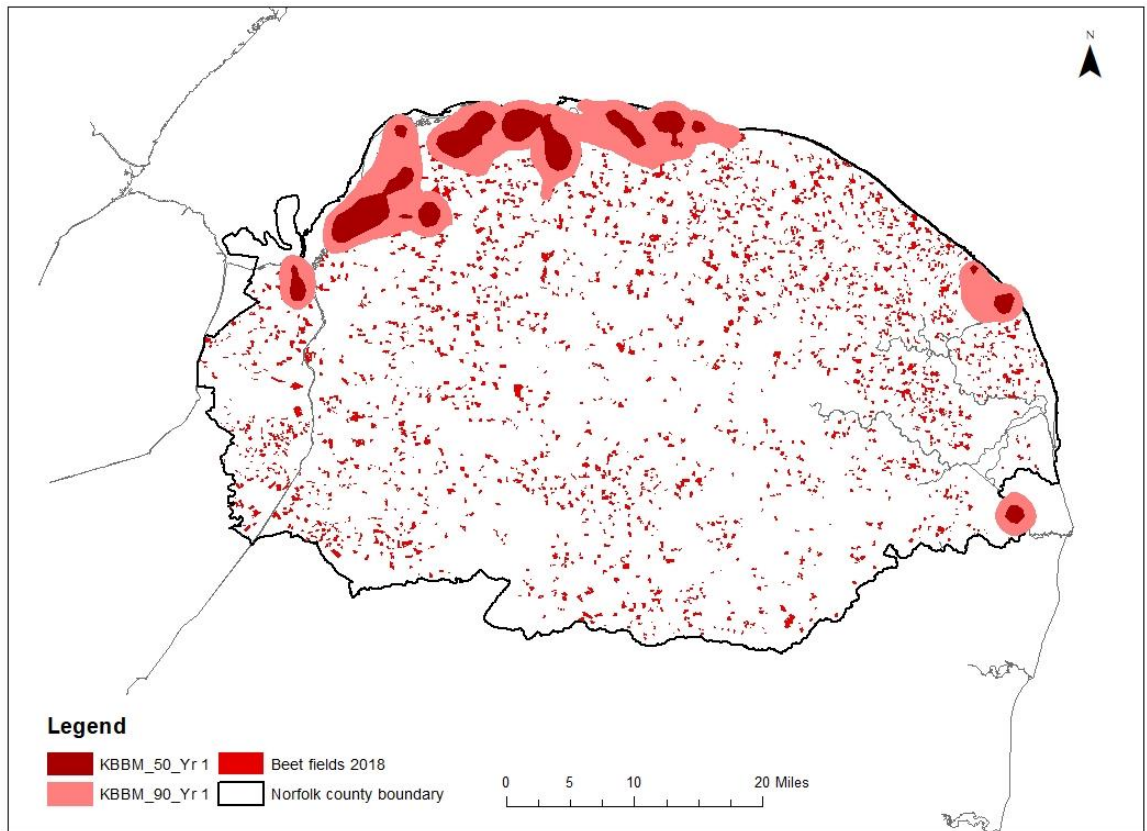 N
Legend
KBBM_50_Yr 1 Beet fields 2018
KBBM_90_Yr 1 Norfolk county boundary
0 5 10 20 Miles